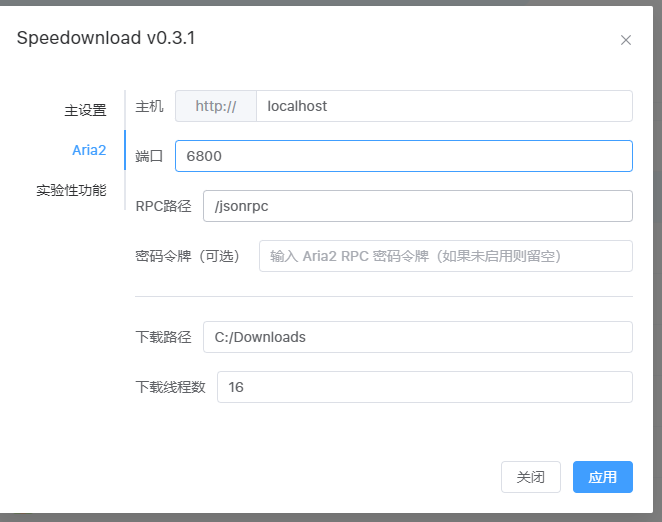 Speedownload v0.3.1
主设置
Aria2
实验性功能
主机 http:// localhost
端口 6800
RPC路径 /jsonrpc
密码令牌（可选） 输入 Aria2 RPC 密码令牌（如果未启用则留空）
下载路径 C:/Downloads
下载线程数 16
关闭 应用